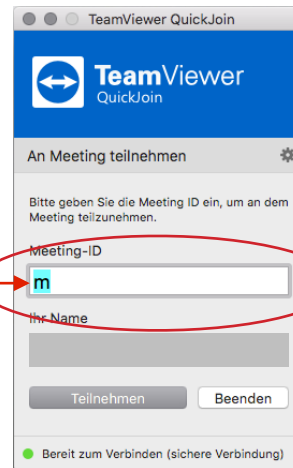 TeamViewer QuickJoin
TeamViewer
QuickJoin
An Meeting teilnehmen
Bitte geben Sie die Meeting ID ein, um an dem
Meeting teilzunehmen.
Meeting-ID
m
Ihr Name
Teilnehmen Beenden
Bereit zum Verbinden (sichere Verbindung)